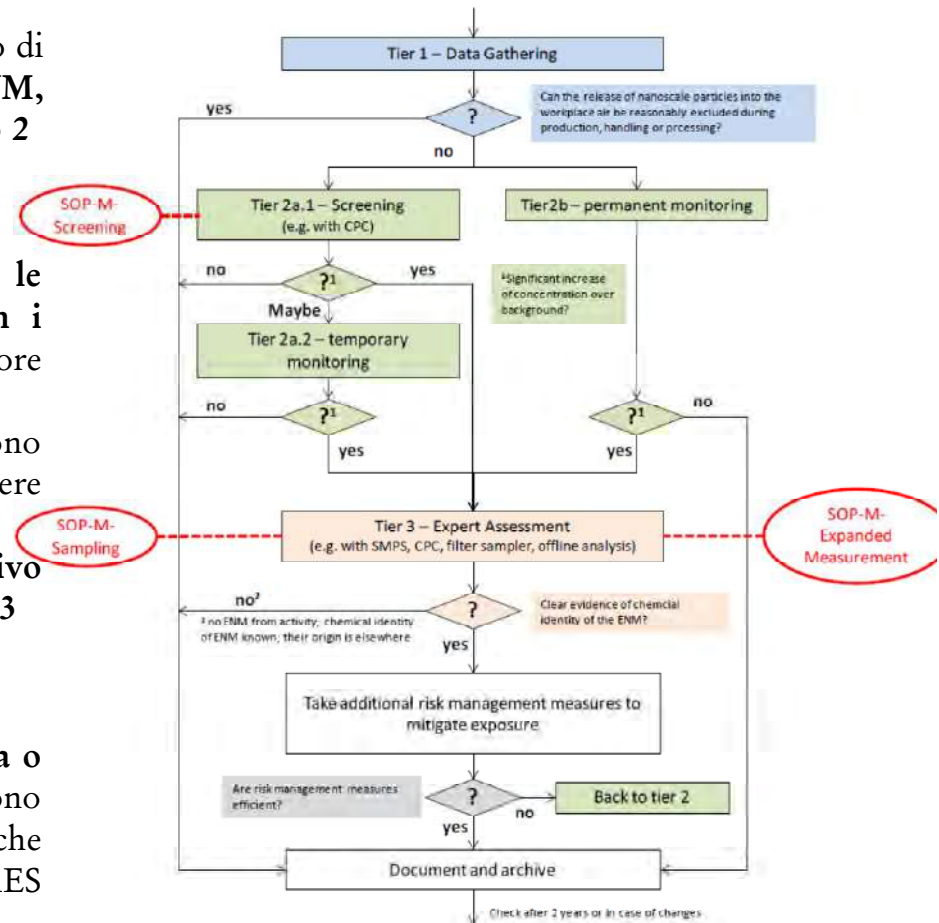 o di
VM,
o 2
le
n i
ore
ono
ere
ivo
3
a o
ono
che
RES
Tier 1 – Data Gathering
Can the release of nanoscale particles into the
workplace air be reasonably excluded during
production, handling or prcessing?
?
yes
no
SOP-M-
Screening
Tier 2a.1 – Screening
(e.g. with CPC)
Tier2b – permanent monitoring
no
?¹
yes
¹Significant increase
of concentration over
background?
Maybe
Tier 2a.2 – temporary
monitoring
no
?¹
yes
?¹
no
yes
SOP-M-
Sampling
Tier 3 – Expert Assessment
(e.g. with SMPS, CPC, filter sampler, offline analysis)
SOP-M-
Expanded
Measurement
no²
² no ENM from activity; chemical identity
of ENM known, their origin is elsewhere
?
Clear evidence of chemcial
identity of the ENM?
yes
Take additional risk management measures to
mitigate exposure
Are risk management measures
efficient?
?
no
Back to tier 2
yes
Document and archive
Check after 2 years or in case of changes